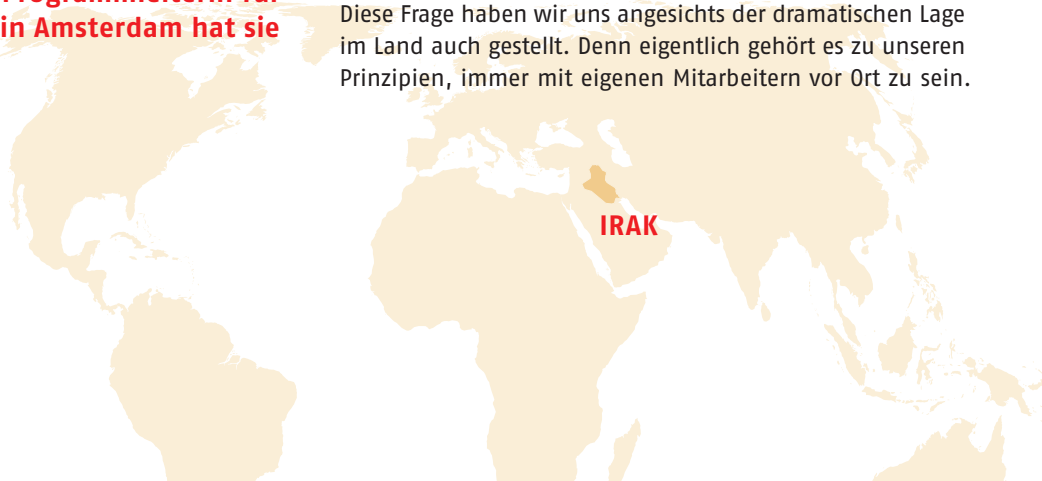 in Amsterdam hat sie
Diese Frage haben wir uns angesichts der dramatischen Lage
im Land auch gestellt. Denn eigentlich gehört es zu unseren
Prinzipien, immer mit eigenen Mitarbeitern vor Ort zu sein.
IRAK